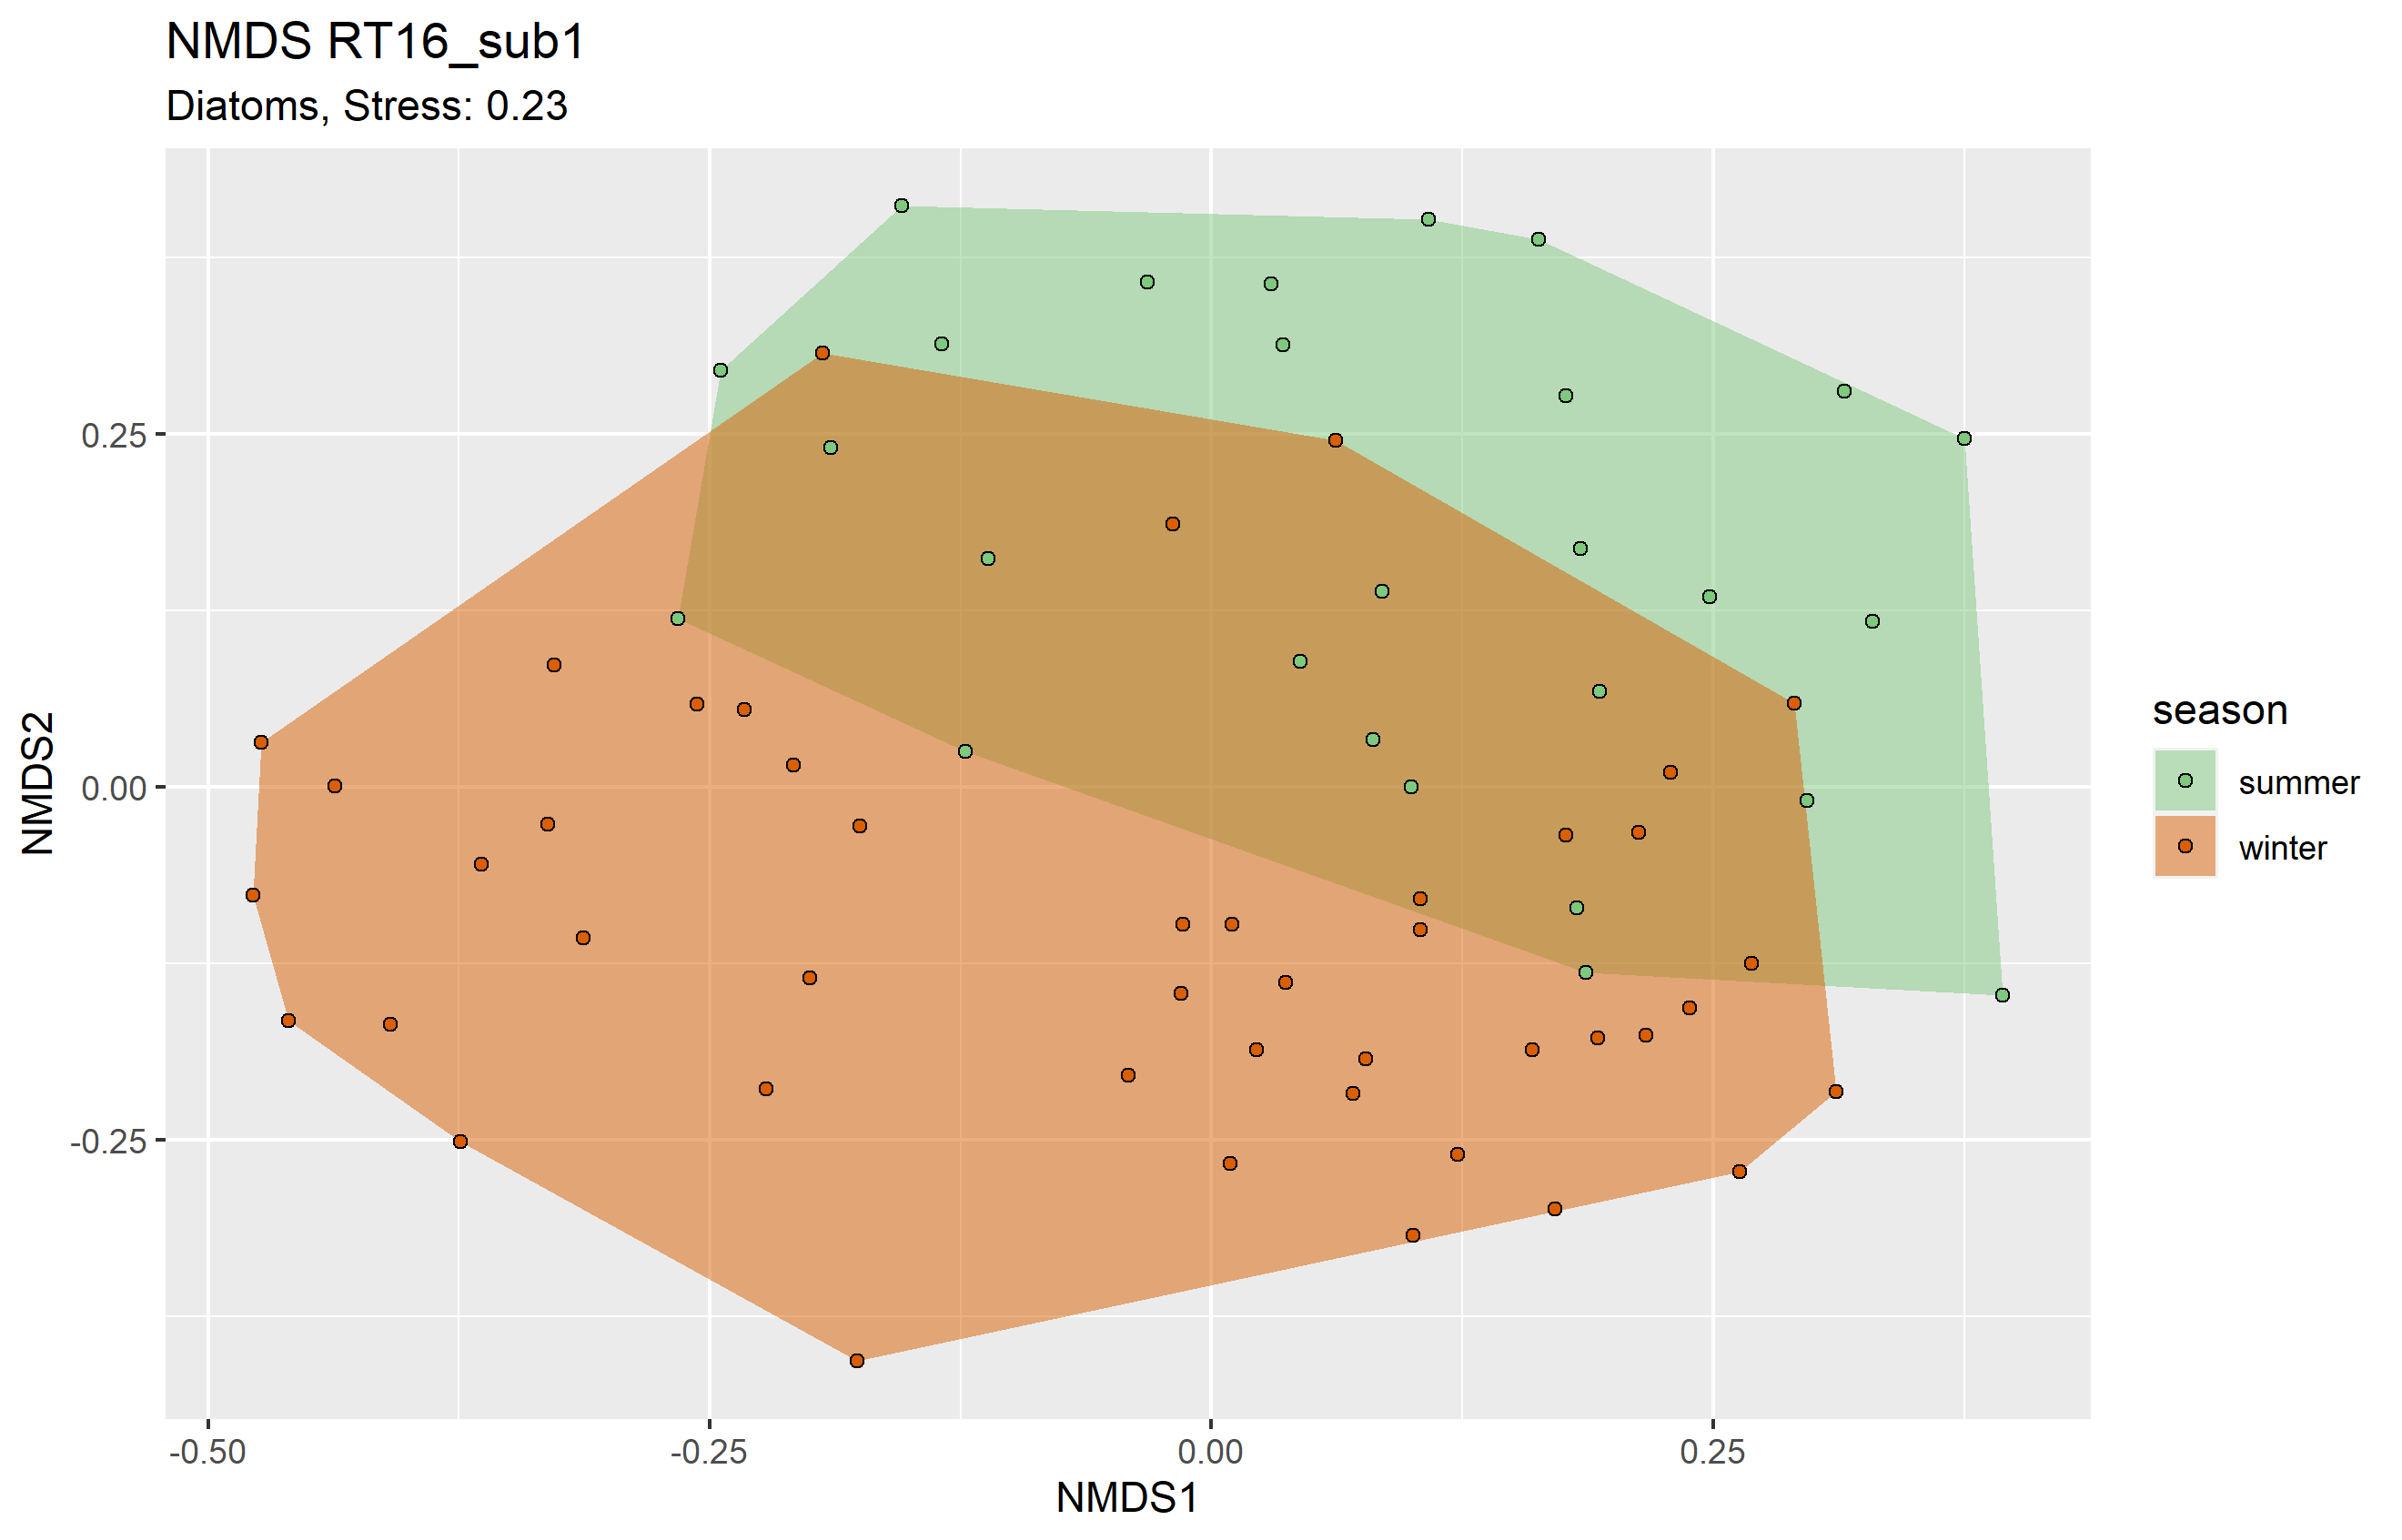 NMDS RT16_sub1
Diatoms, Stress: 0.23
NMDS2
0.25
0.00
-0.25
-0.50
-0.25
0.00
0.25
NMDS1
season
summer
winter